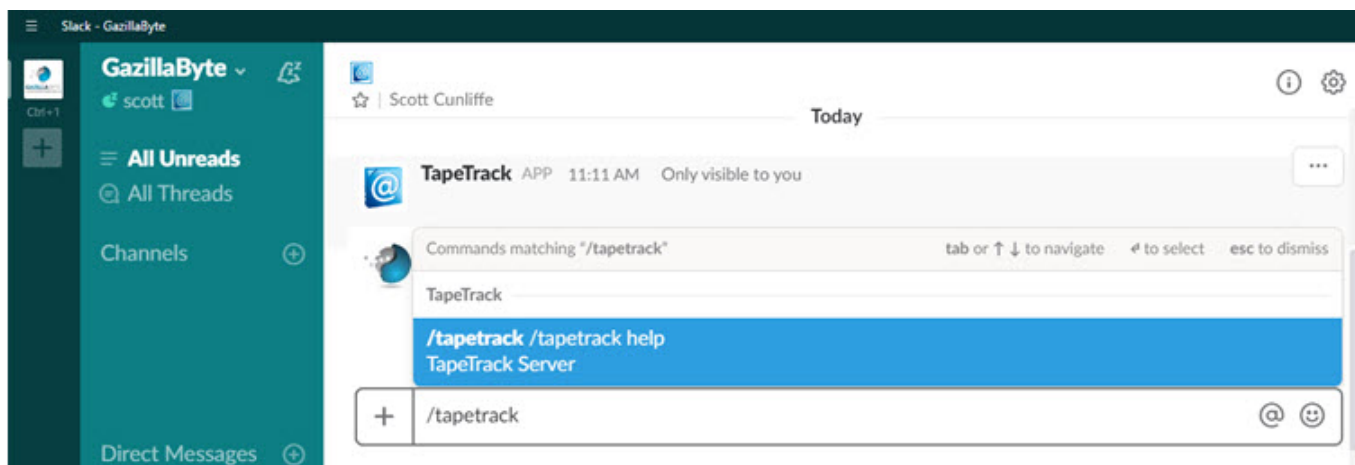 Slack - GazillaByte
GazillaByte
scott
Ctrl+1
All Unreads
All Threads
Channels
Direct Messages
Scott Cunliffe
Today
TapeTrack APP 11:11 AM Only visible to you
Commands matching "/tapetrack" tab or ↑ ↓ to navigate ↵ to select esc to dismiss
TapeTrack
/tapetrack /tapetrack help
TapeTrack Server
/tapetrack